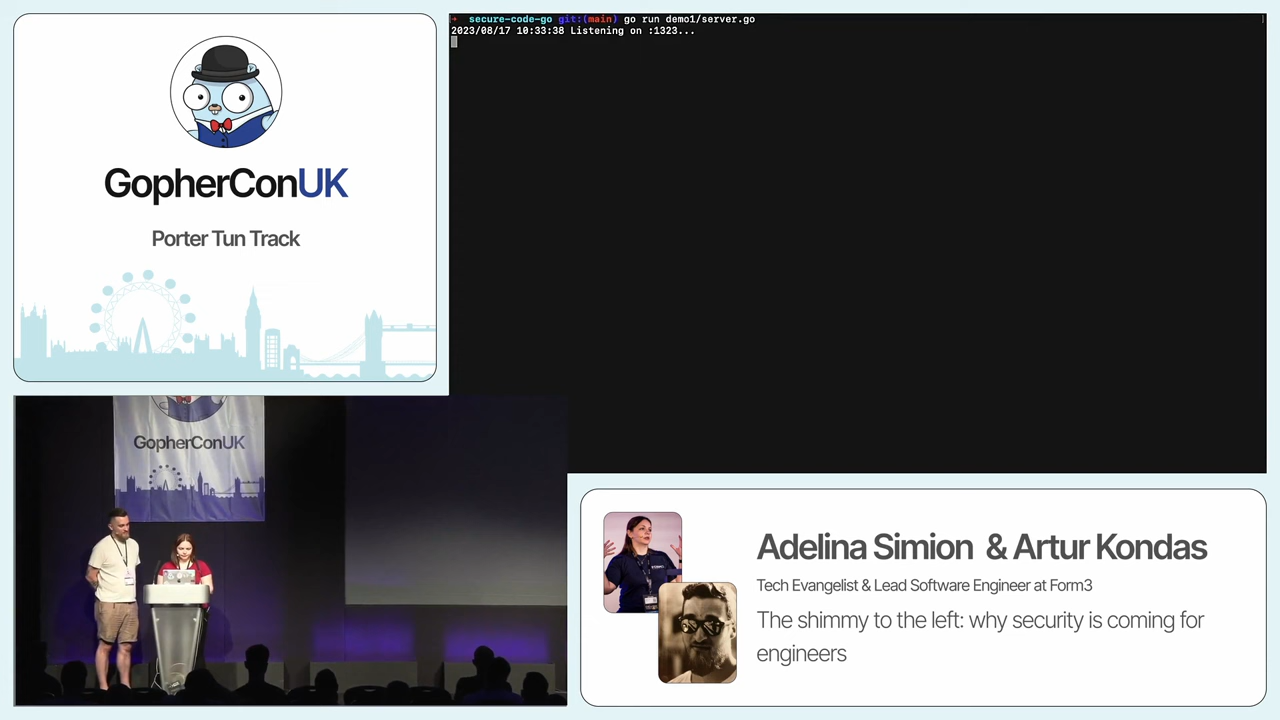 GopherConUK
Porter Tun Track
➜ secure-code-go git:(main) go run demo1/server.go
2023/08/17 10:33:38 Listening on :1323...
GopherConUK
Adelina Simion & Artur Kondas
Tech Evangelist & Lead Software Engineer at Form3
The shimmy to the left: why security is coming for
engineers